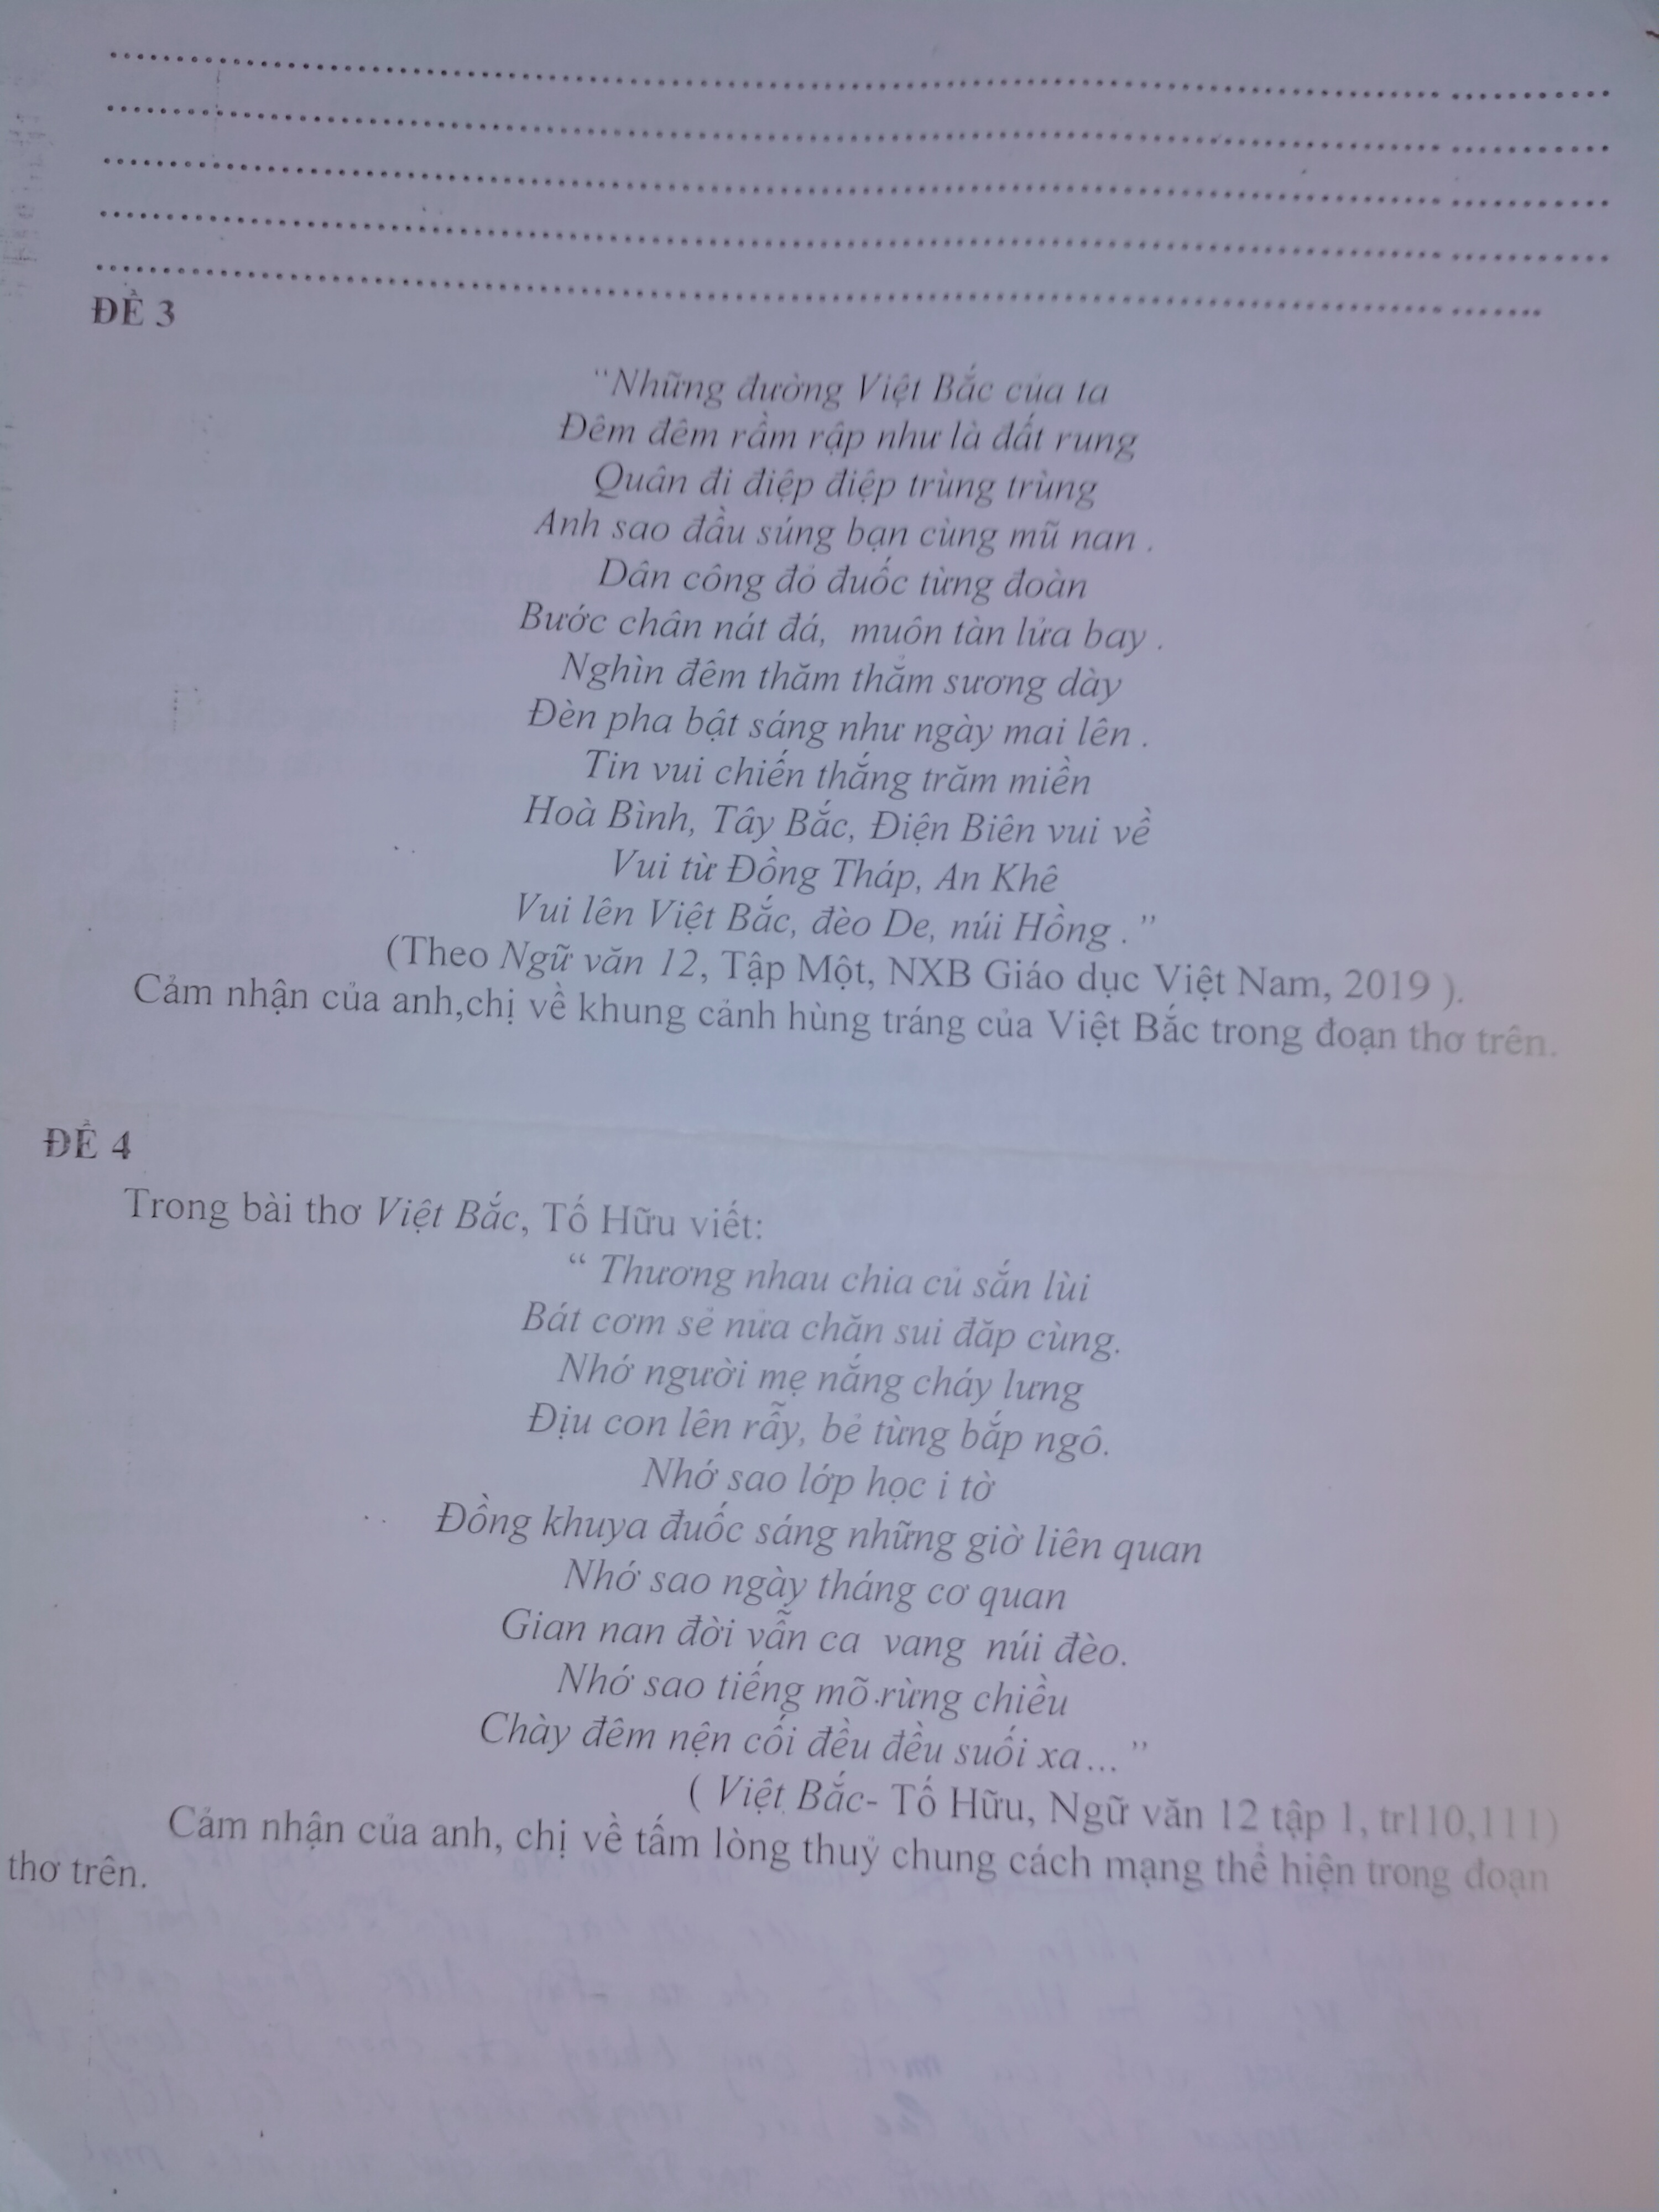 ĐỀ 3
“Những đường Việt Bắc của ta
Đêm đêm rầm rập như là đất rung
Quân đi điệp điệp trùng trùng
Anh sao đầu súng bạn cùng mũ nan .
Dân công đỏ đuốc từng đoàn
Bước chân nát đá, muôn tàn lửa bay .
Nghìn đêm thăm thẳm sương dày
Đèn pha bật sáng như ngày mai lên .
Tin vui chiến thắng trăm miền
Hoà Bình, Tây Bắc, Điện Biên vui về
Vui từ Đồng Tháp, An Khê
Vui lên Việt Bắc, đèo De, núi Hồng . ”
(Theo Ngữ văn 12, Tập Một, NXB Giáo dục Việt Nam, 2019 ).
Cảm nhận của anh,chị về khung cảnh hùng tráng của Việt Bắc trong đoạn thơ trên.
ĐỀ 4
Trong bài thơ Việt Bắc, Tố Hữu viết:
“ Thương nhau chia củ sắn lùi
Bát cơm sẻ nửa chăn sui đắp cùng.
Nhớ người mẹ nắng cháy lưng
Địu con lên rẫy, bẻ từng bắp ngô.
Nhớ sao lớp học i tờ
Đồng khuya đuốc sáng những giờ liên quan
Nhớ sao ngày tháng cơ quan
Gian nan đời vẫn ca vang núi đèo.
Nhớ sao tiếng mõ rừng chiều
Chày đêm nện cối đều đều suối xa... ”
( Việt Bắc- Tố Hữu, Ngữ văn 12 tập 1, tr110,111)
Cảm nhận của anh, chị về tấm lòng thuỷ chung cách mạng thể hiện trong đoạn
thơ trên.